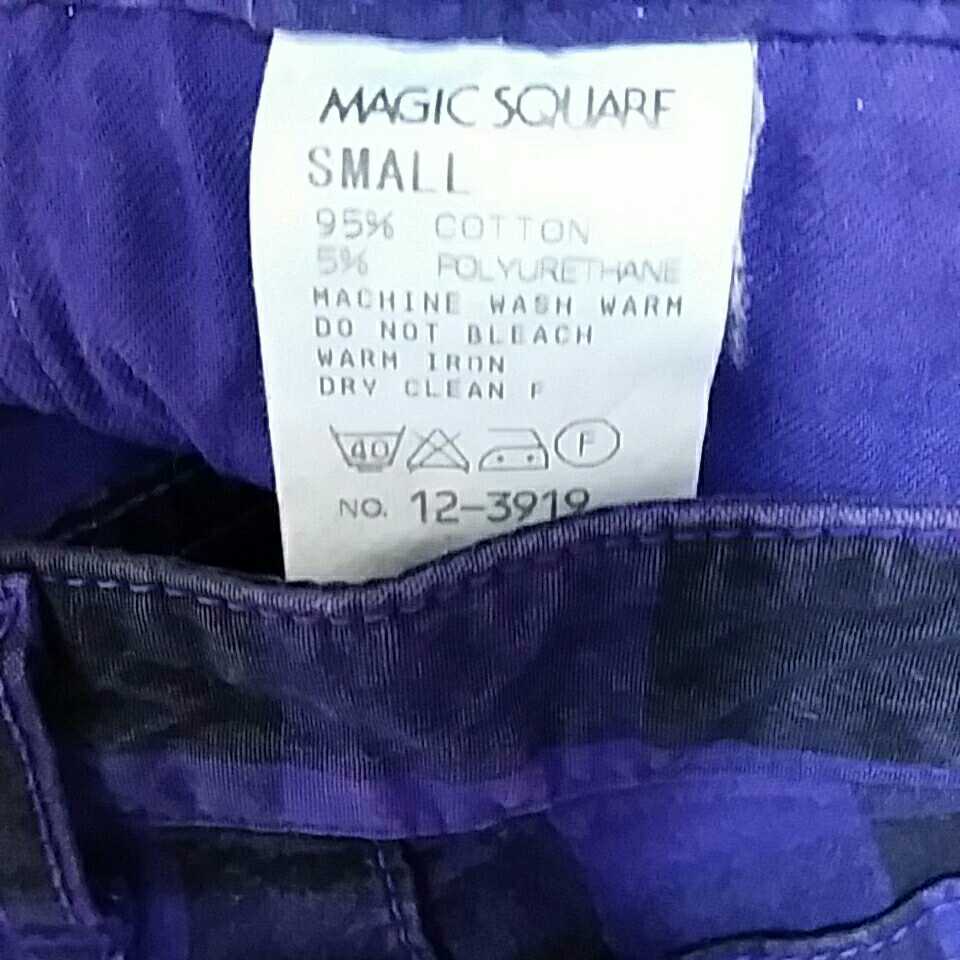 MAGIC SQUARE
SMALL
95% COTTON
5% POLYURETHANE
MACHINE WASH WARM
DO NOT BLEACH
WARM IRON
DRY CLEAN F
40 F
NO. 12-3919